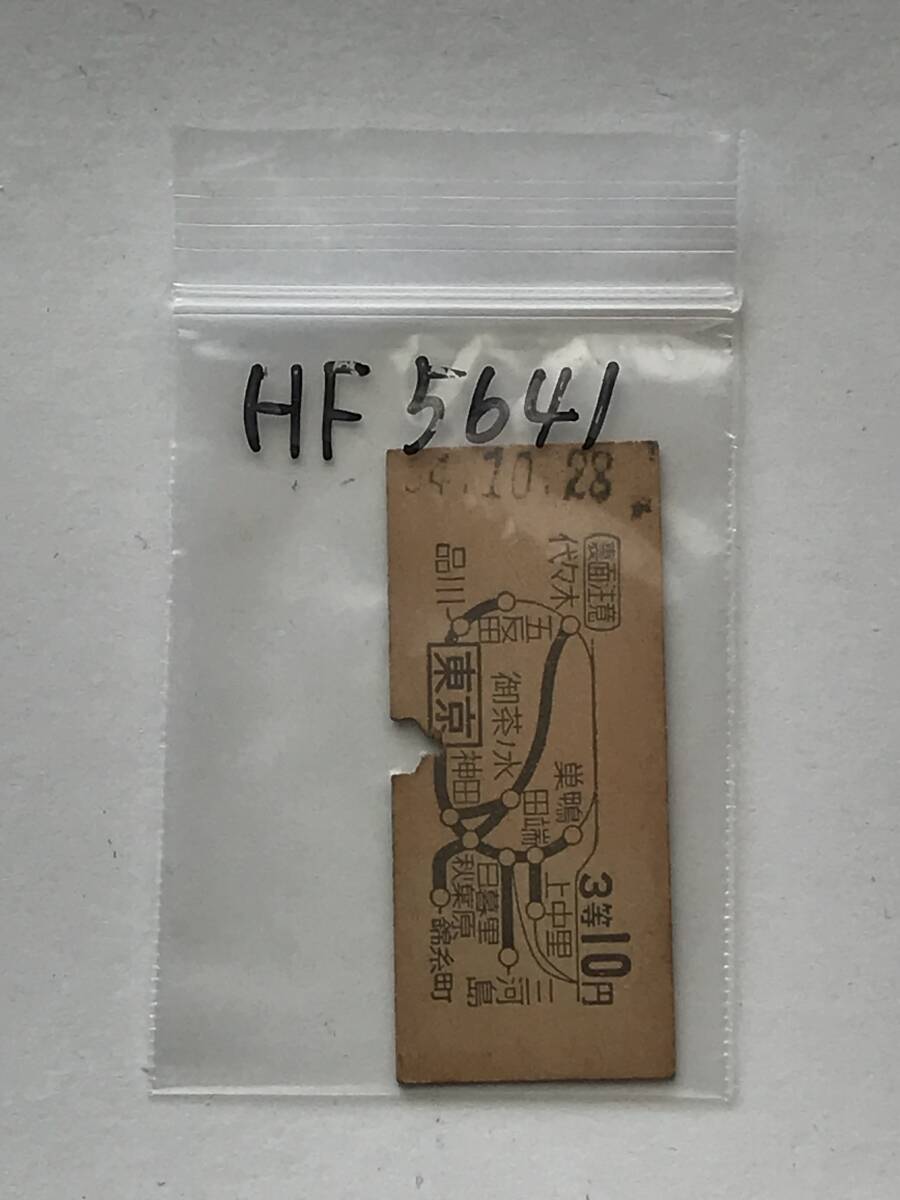 HF 5641
34.10.28
裏面注意
代々木
品川
五反田
東京
御茶ノ水
神田
巣鴨
田端
秋葉原
日暮里
上中里
錦糸町
三河島
3等10円